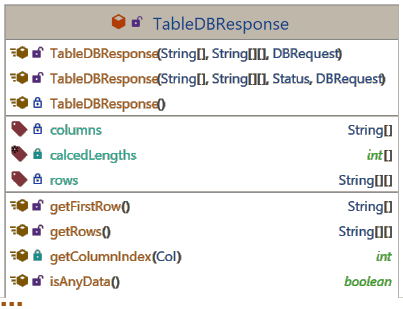 TableDBResponse
TableDBResponse(String[], String[][], DBRequest)
TableDBResponse(String[], String[][], Status, DBRequest)
TableDBResponse()
columns String[]
calcedLengths int[]
rows String[][]
getFirstRow() String[]
getRows() String[][]
getColumnIndex(Col) int
isAnyData() boolean